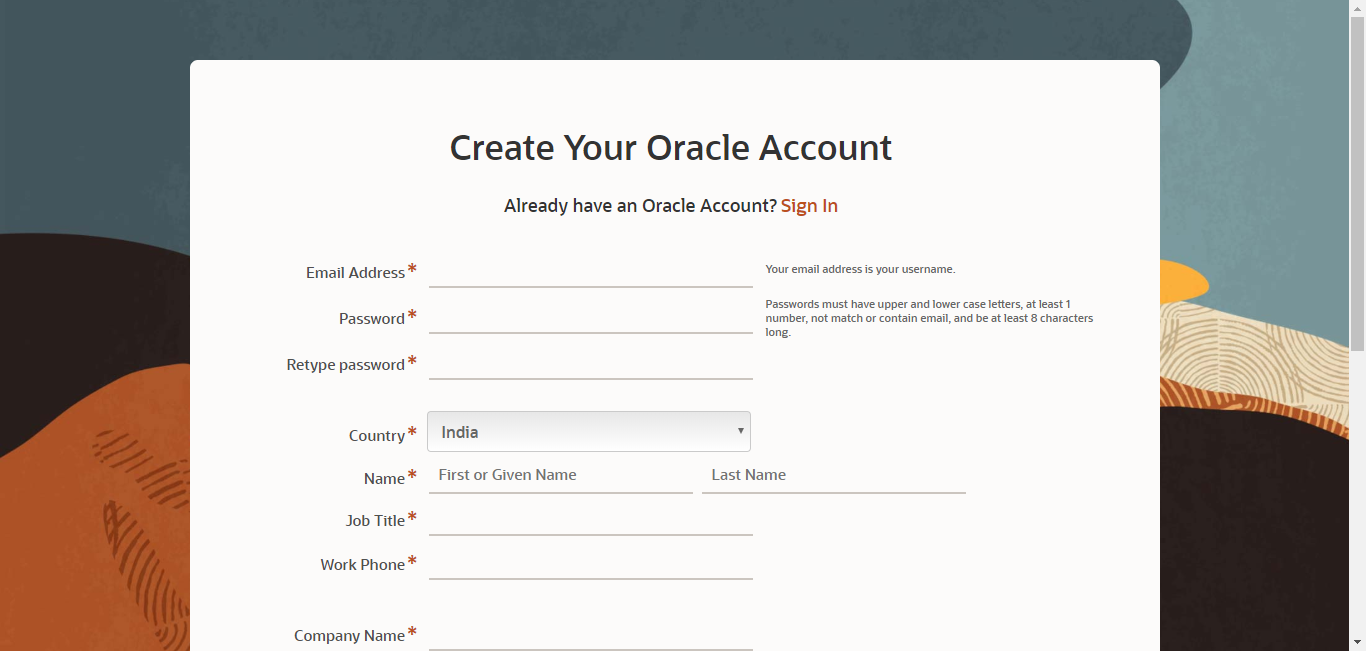 Create Your Oracle Account
Already have an Oracle Account? Sign In
Email Address*
Your email address is your username.
Password*
Passwords must have upper and lower case letters, at least 1
number, not match or contain email, and be at least 8 characters
long.
Retype password*
Country* India
Name* First or Given Name Last Name
Job Title*
Work Phone*
Company Name*